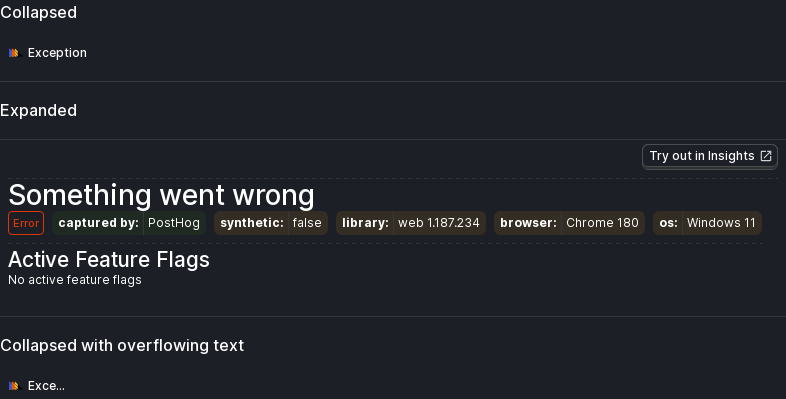 Collapsed
Exception
Expanded
Try out in Insights
Something went wrong
Error captured by: PostHog synthetic: false library: web 1.187.234 browser: Chrome 180 os: Windows 11
Active Feature Flags
No active feature flags
Collapsed with overflowing text
Exce...